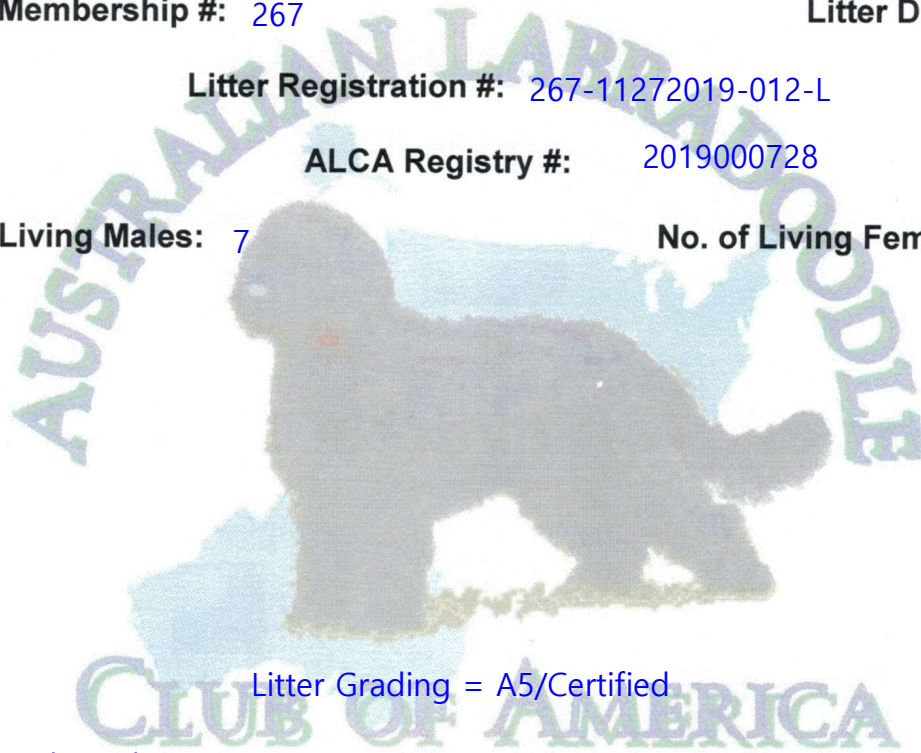 Membership #: 267 Litter D
Litter Registration #: 267-11272019-012-L
ALCA Registry #: 2019000728
Living Males: 7 No. of Living Fem
AUSTRALIAN LABRADOODLE
Litter Grading = A5/Certified
CLUB OF AMERICA